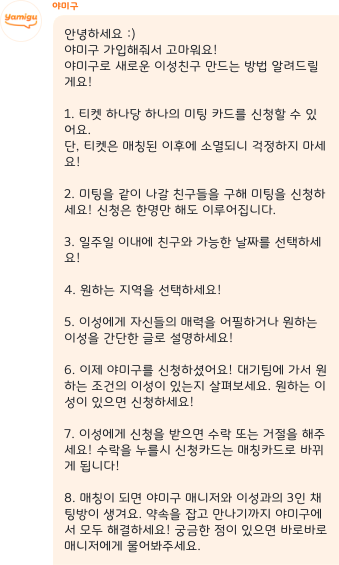 yamigu
야미구
안녕하세요 :)
야미구 가입해줘서 고마워요!
야미구로 새로운 이성친구 만드는 방법 알려드릴
게요!
1. 티켓 하나당 하나의 미팅 카드를 신청할 수 있
어요.
단, 티켓은 매칭된 이후에 소멸되니 걱정하지 마세
요!
2. 미팅을 같이 나갈 친구들을 구해 미팅을 신청하
세요! 신청은 한명만 해도 이루어집니다.
3. 일주일 이내에 친구와 가능한 날짜를 선택하세
요!
4. 원하는 지역을 선택하세요!
5. 이성에게 자신들의 매력을 어필하거나 원하는
이성을 간단한 글로 설명하세요!
6. 이제 야미구를 신청하셨어요! 대기팅에 가서 원
하는 조건의 이성이 있는지 살펴보세요. 원하는 이
성이 있으면 신청하세요!
7. 이성에게 신청을 받으면 수락 또는 거절을 해주
세요! 수락을 누를시 신청카드는 매칭카드로 바뀌
게 됩니다!
8. 매칭이 되면 야미구 매니저와 이성과의 3인 채
팅방이 생겨요. 약속을 잡고 만나기까지 야미구에
서 모두 해결하세요! 궁금한 점이 있으면 바로바로
매니저에게 물어봐주세요.